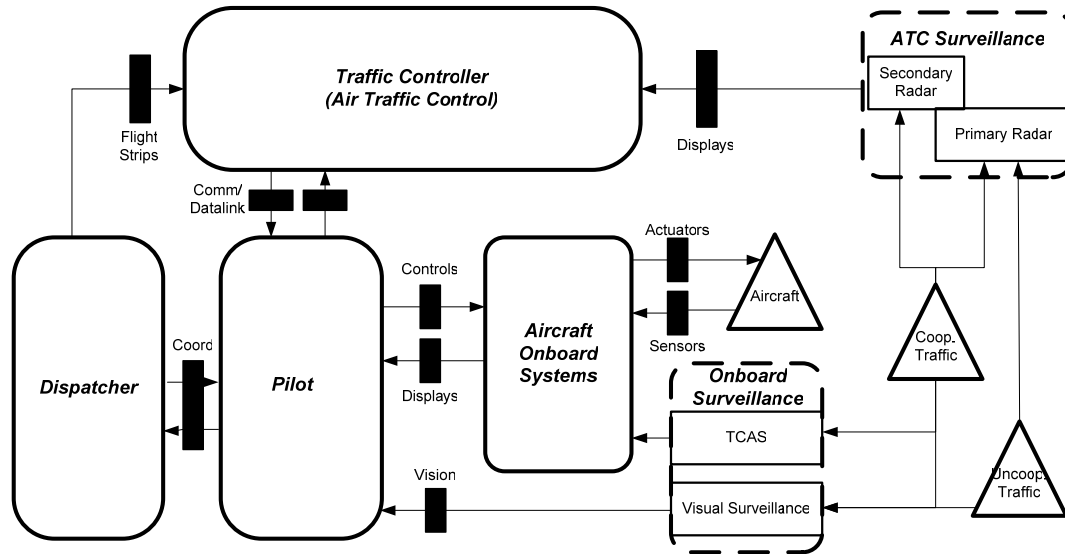 ATC Surveillance
Secondary
Radar
Primary Radar
Traffic Controller
(Air Traffic Control)
Flight
Strips
Displays
Comm/
Datalink
Actuators
Controls
Aircraft
Sensors
Aircraft
Onboard
Systems
Displays
Coord
Dispatcher
Pilot
Coop.
Traffic
Onboard
Surveillance
TCAS
Vision
Visual Surveillance
Uncoop.
Traffic